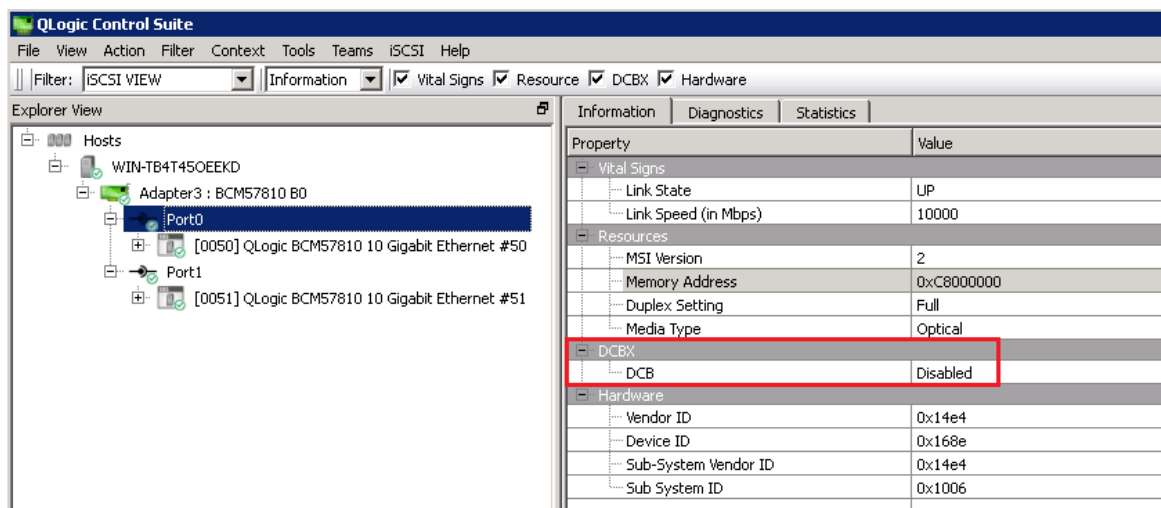 QLogic Control Suite
File View Action Filter Context Tools Teams iSCSI Help
Filter: iSCSI VIEW Information Vital Signs Resource DCBX Hardware
Explorer View
Hosts
WIN-TB4T45OEEKD
Adapter3 : BCM57810 B0
Port0
[0050] QLogic BCM57810 10 Gigabit Ethernet #50
Port1
[0051] QLogic BCM57810 10 Gigabit Ethernet #51
Information Diagnostics Statistics
Property Value
Vital Signs
Link State UP
Link Speed (in Mbps) 10000
Resources
MSI Version 2
Memory Address 0xC8000000
Duplex Setting Full
Media Type Optical
DCBX
DCB Disabled
Hardware
Vendor ID 0x14e4
Device ID 0x168e
Sub-System Vendor ID 0x14e4
Sub System ID 0x1006